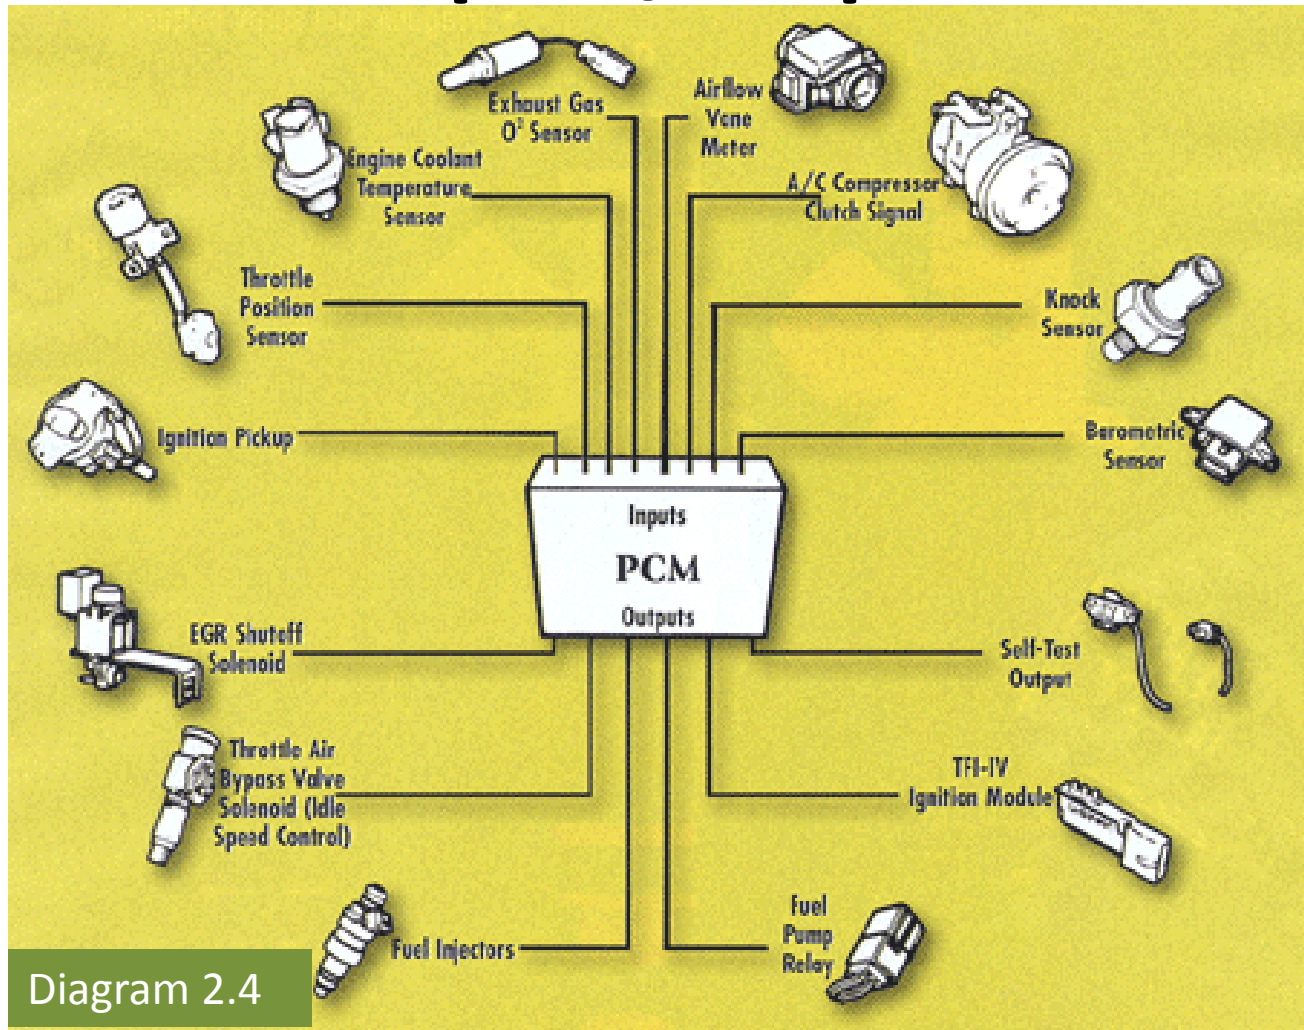 Exhaust Gas
O² Sensor
Airflow
Vane
Meter
Engine Coolant
Temperature
Sensor
A/C Compressor
Clutch Signal
Throttle
Position
Sensor
Knock
Sensor
Ignition Pickup
Barometric
Sensor
Inputs
PCM
Outputs
EGR Shutoff
Solenoid
Self-Test
Output
Throttle Air
Bypass Valve
Solenoid (Idle
Speed Control)
TFI-IV
Ignition Module
Fuel Injectors
Fuel
Pump
Relay
Diagram 2.4